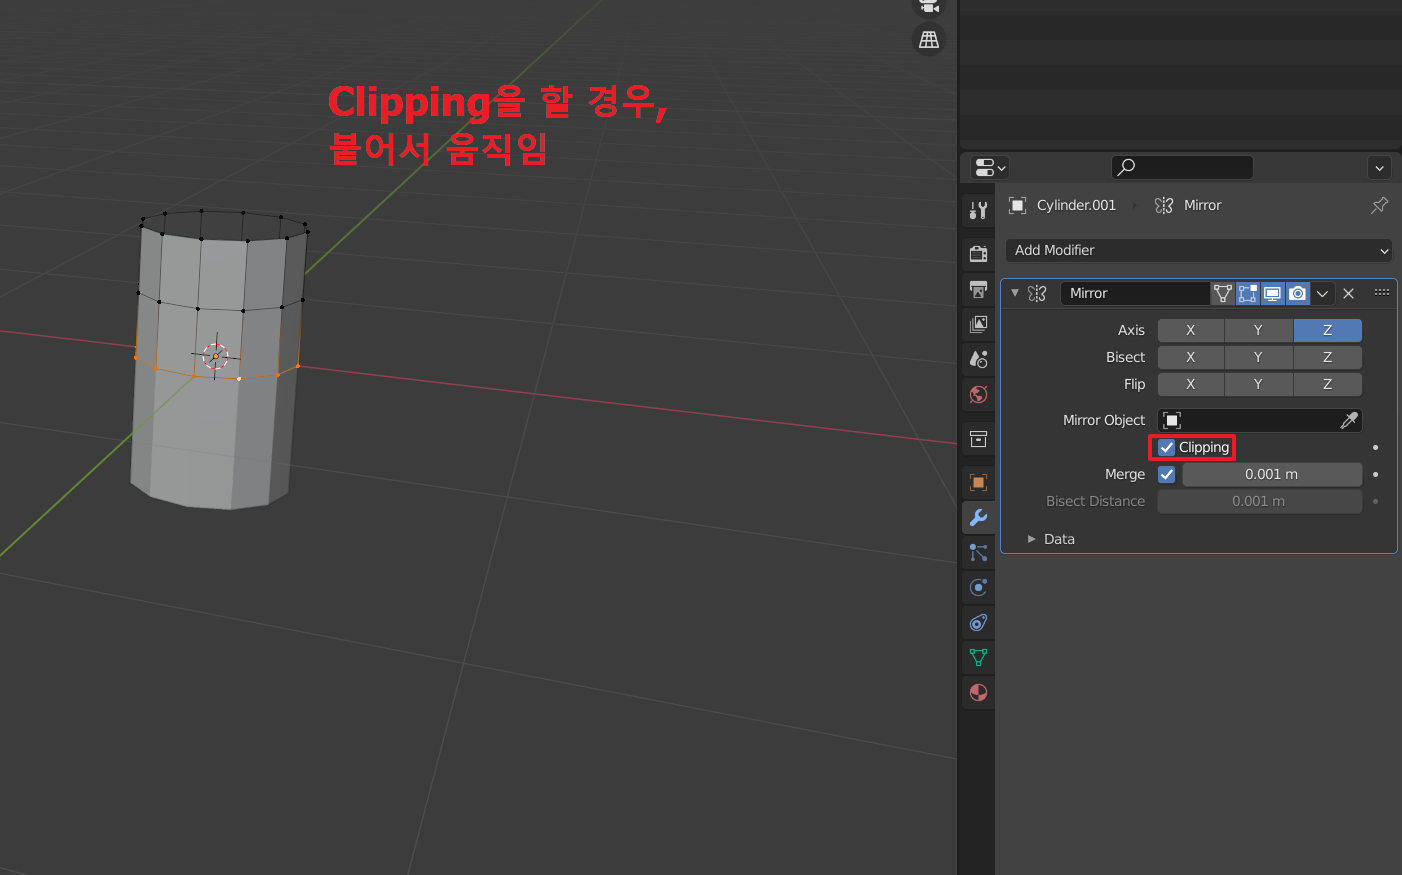 Clipping을 할 경우,
붙어서 움직임
Cylinder.001
Mirror
Add Modifier
Mirror
Axis X Y Z
Bisect X Y Z
Flip X Y Z
Mirror Object
Clipping
Merge 0.001 m
Bisect Distance 0.001 m
Data